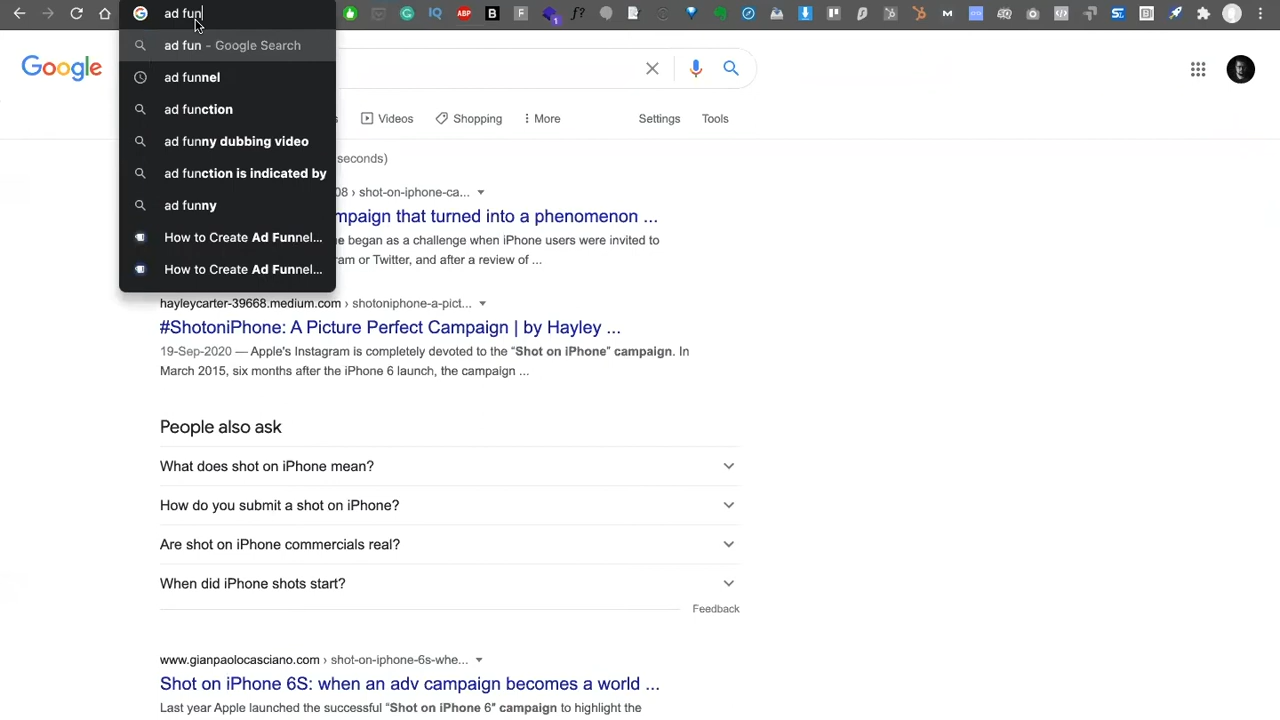 ad fun
ad fun - Google Search
ad funnel
ad function
ad funny dubbing video
ad function is indicated by
ad funny
How to Create Ad Funnel...
How to Create Ad Funnel...
Google
Videos
Shopping
More
Settings
Tools
seconds)
08 › shot-on-iphone-ca...
mpaign that turned into a phenomenon ...
e began as a challenge when iPhone users were invited to
ram or Twitter, and after a review of ...
hayleycarter-39668.medium.com › shotoniphone-a-pict...
#ShotoniPhone: A Picture Perfect Campaign | by Hayley ...
19-Sep-2020 — Apple's Instagram is completely devoted to the “Shot on iPhone” campaign. In
March 2015, six months after the iPhone 6 launch, the campaign ...
People also ask
What does shot on iPhone mean?
How do you submit a shot on iPhone?
Are shot on iPhone commercials real?
When did iPhone shots start?
Feedback
www.gianpaolocasciano.com › shot-on-iphone-6s-whe...
Shot on iPhone 6S: when an adv campaign becomes a world ...
Last year Apple launched the successful “Shot on iPhone 6” campaign to highlight the